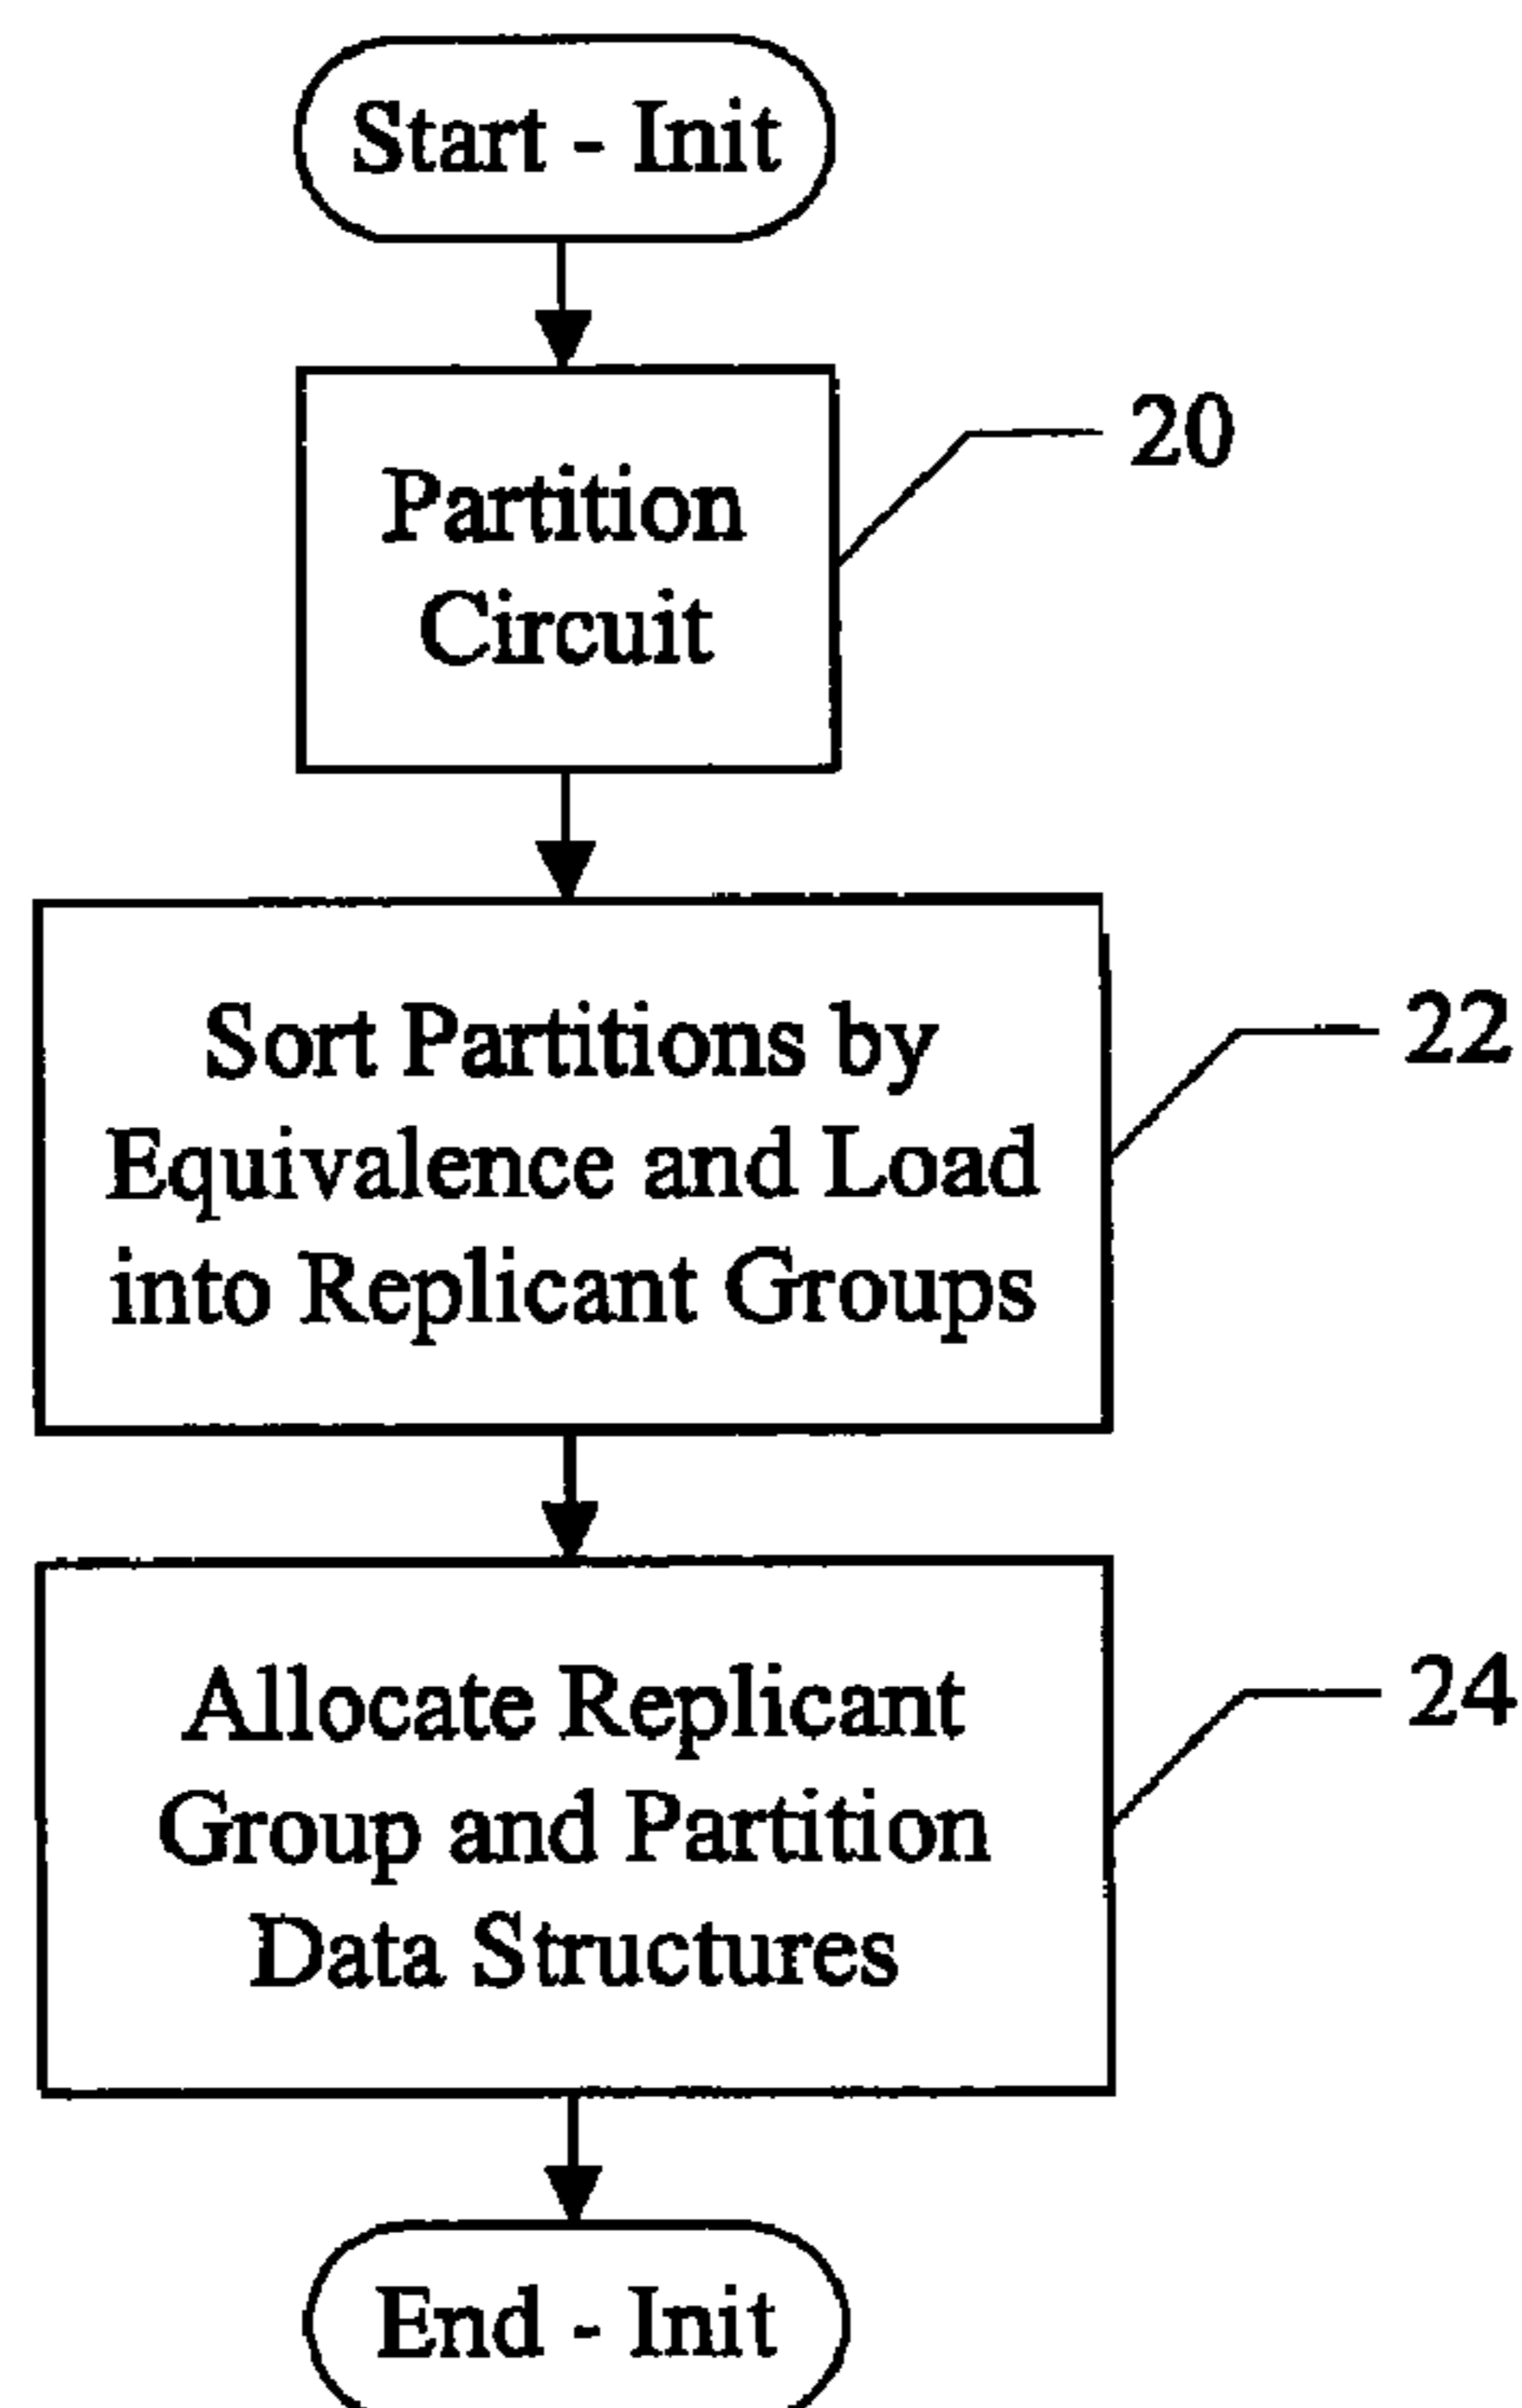 Start - Init
20
Partition
Circuit
22
Sort Partitions by
Equivalence and Load
into Replicant Groups
24
Allocate Replicant
Group and Partition
Data Structures
End - Init